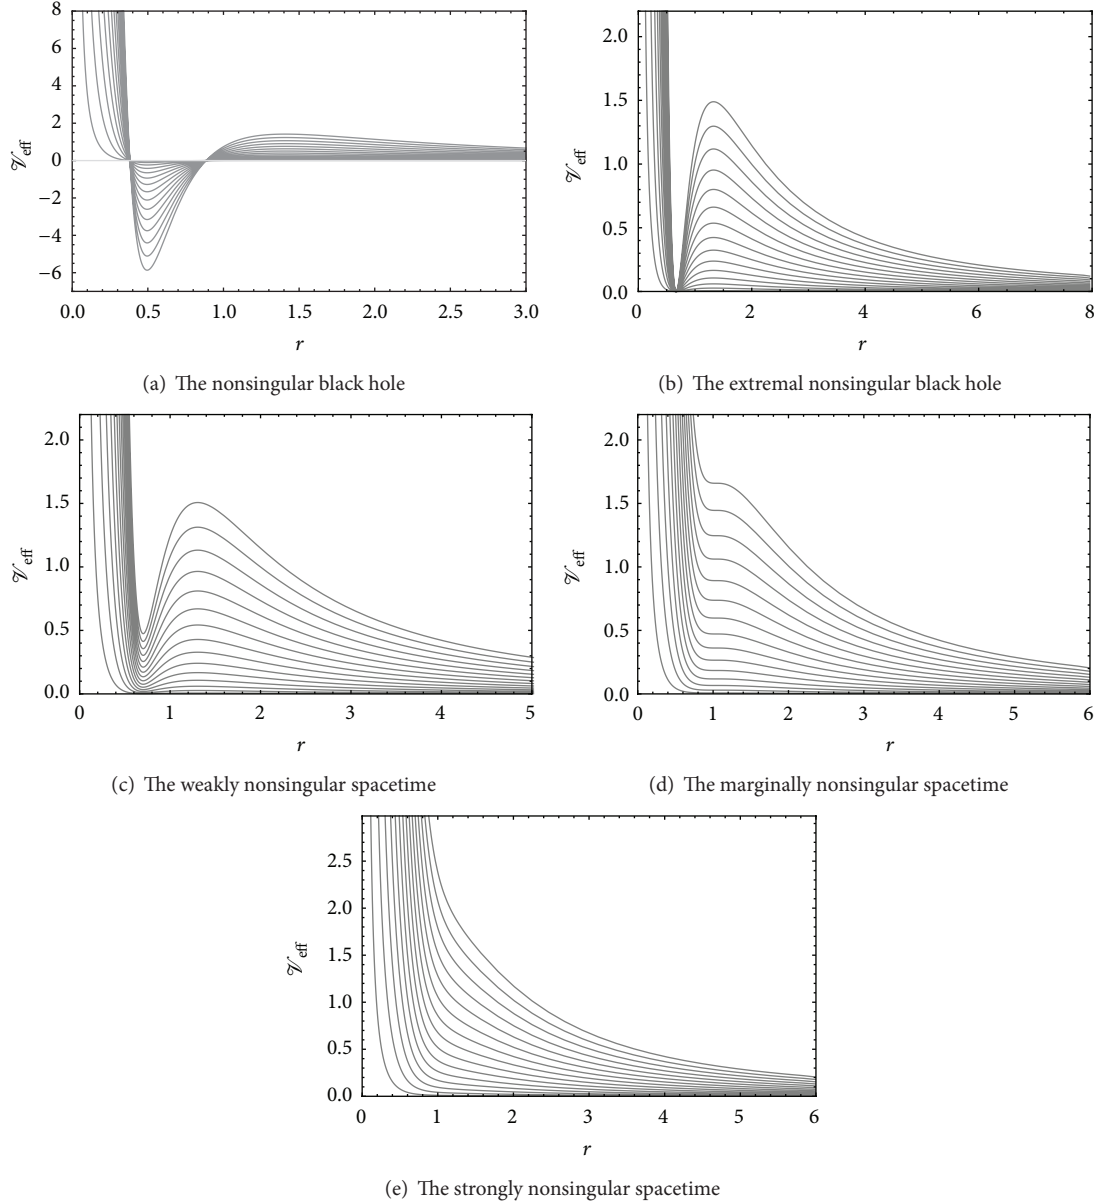 8
6
4
2
0
−2
−4
−6
𝒱eff
0.0 0.5 1.0 1.5 2.0 2.5 3.0
r
(a) The nonsingular black hole
2.0
1.5
1.0
0.5
0.0
𝒱eff
0 2 4 6 8
r
(b) The extremal nonsingular black hole
2.0
1.5
1.0
0.5
0.0
𝒱eff
0 1 2 3 4 5
r
(c) The weakly nonsingular spacetime
2.0
1.5
1.0
0.5
0.0
𝒱eff
0 1 2 3 4 5 6
r
(d) The marginally nonsingular spacetime
2.5
2.0
1.5
1.0
0.5
0.0
𝒱eff
0 1 2 3 4 5 6
r
(e) The strongly nonsingular spacetime